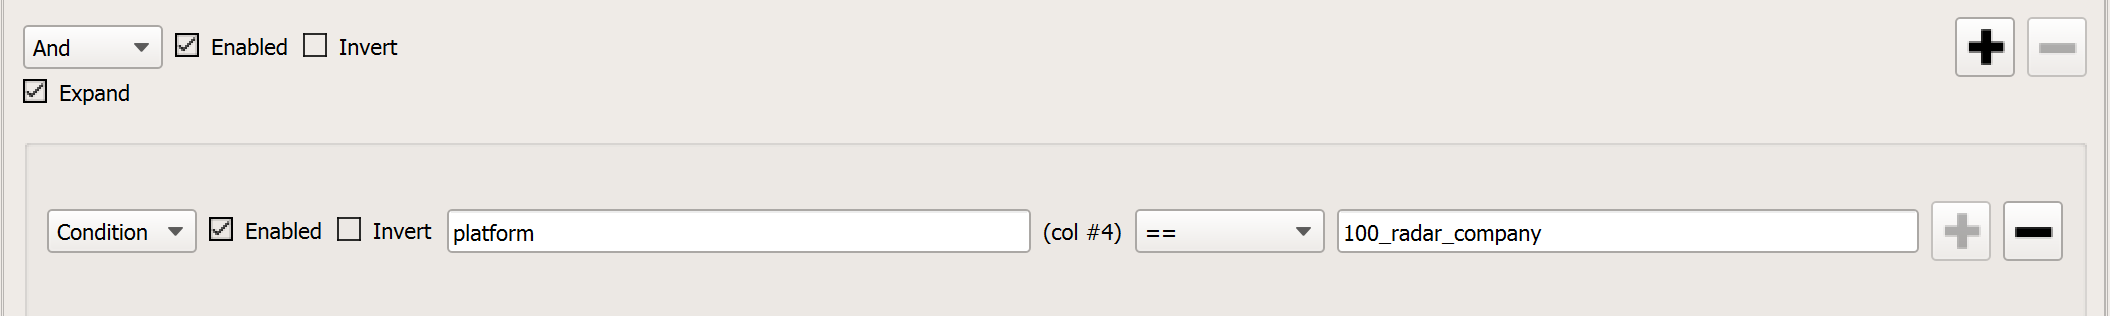 And Enabled Invert
Expand
Condition Enabled Invert platform (col #4) == 100_radar_company